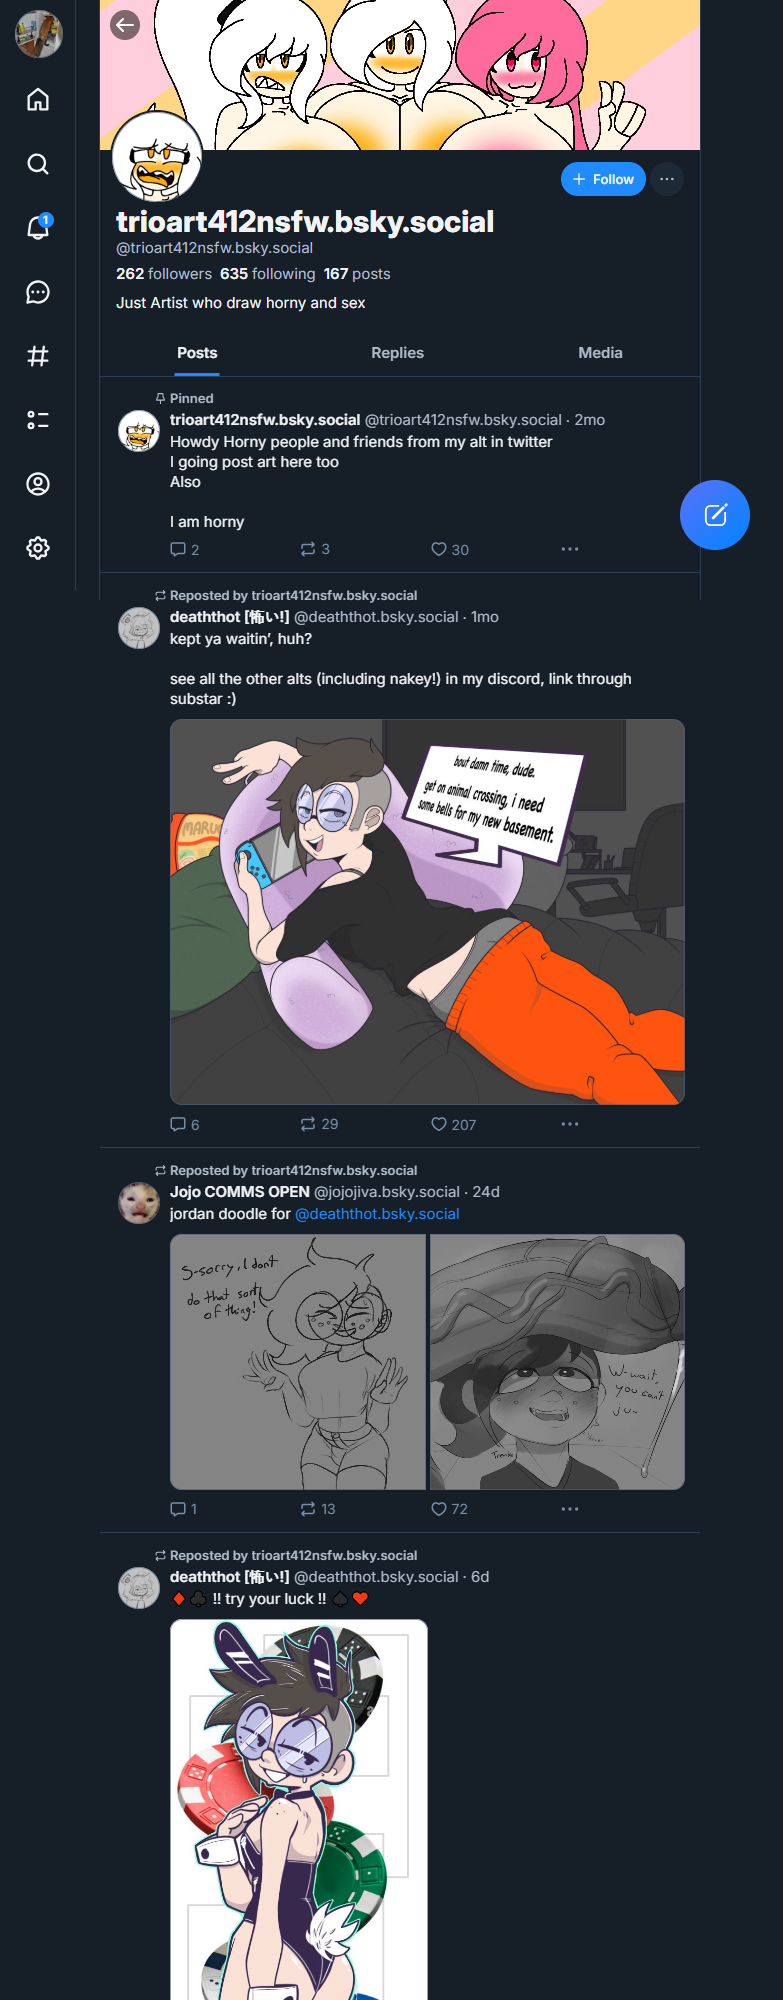 1
Follow
trioart412nsfw.bsky.social
@trioart412nsfw.bsky.social
262 followers 635 following 167 posts
Just Artist who draw horny and sex
Posts Replies Media
Pinned
trioart412nsfw.bsky.social @trioart412nsfw.bsky.social · 2mo
Howdy Horny people and friends from my alt in twitter
I going post art here too
Also
I am horny
2 3 30
Reposted by trioart412nsfw.bsky.social
deaththot [怖い!] @deaththot.bsky.social · 1mo
kept ya waitin', huh?
see all the other alts (including nakey!) in my discord, link through
substar :)
bout damn time, dude.
get on animal crossing, i need
some bells for my new basement.
MARUC
6 29 207
Reposted by trioart412nsfw.bsky.social
Jojo COMMS OPEN @jojojiva.bsky.social · 24d
jordan doodle for @deaththot.bsky.social
S-sorry, I dont
do that sort
of thing!
W-wait,
you can't
ju-
Tremble
1 13 72
Reposted by trioart412nsfw.bsky.social
deaththot [怖い!] @deaththot.bsky.social · 6d
♦️♣️ !! try your luck !! ♠️♥️